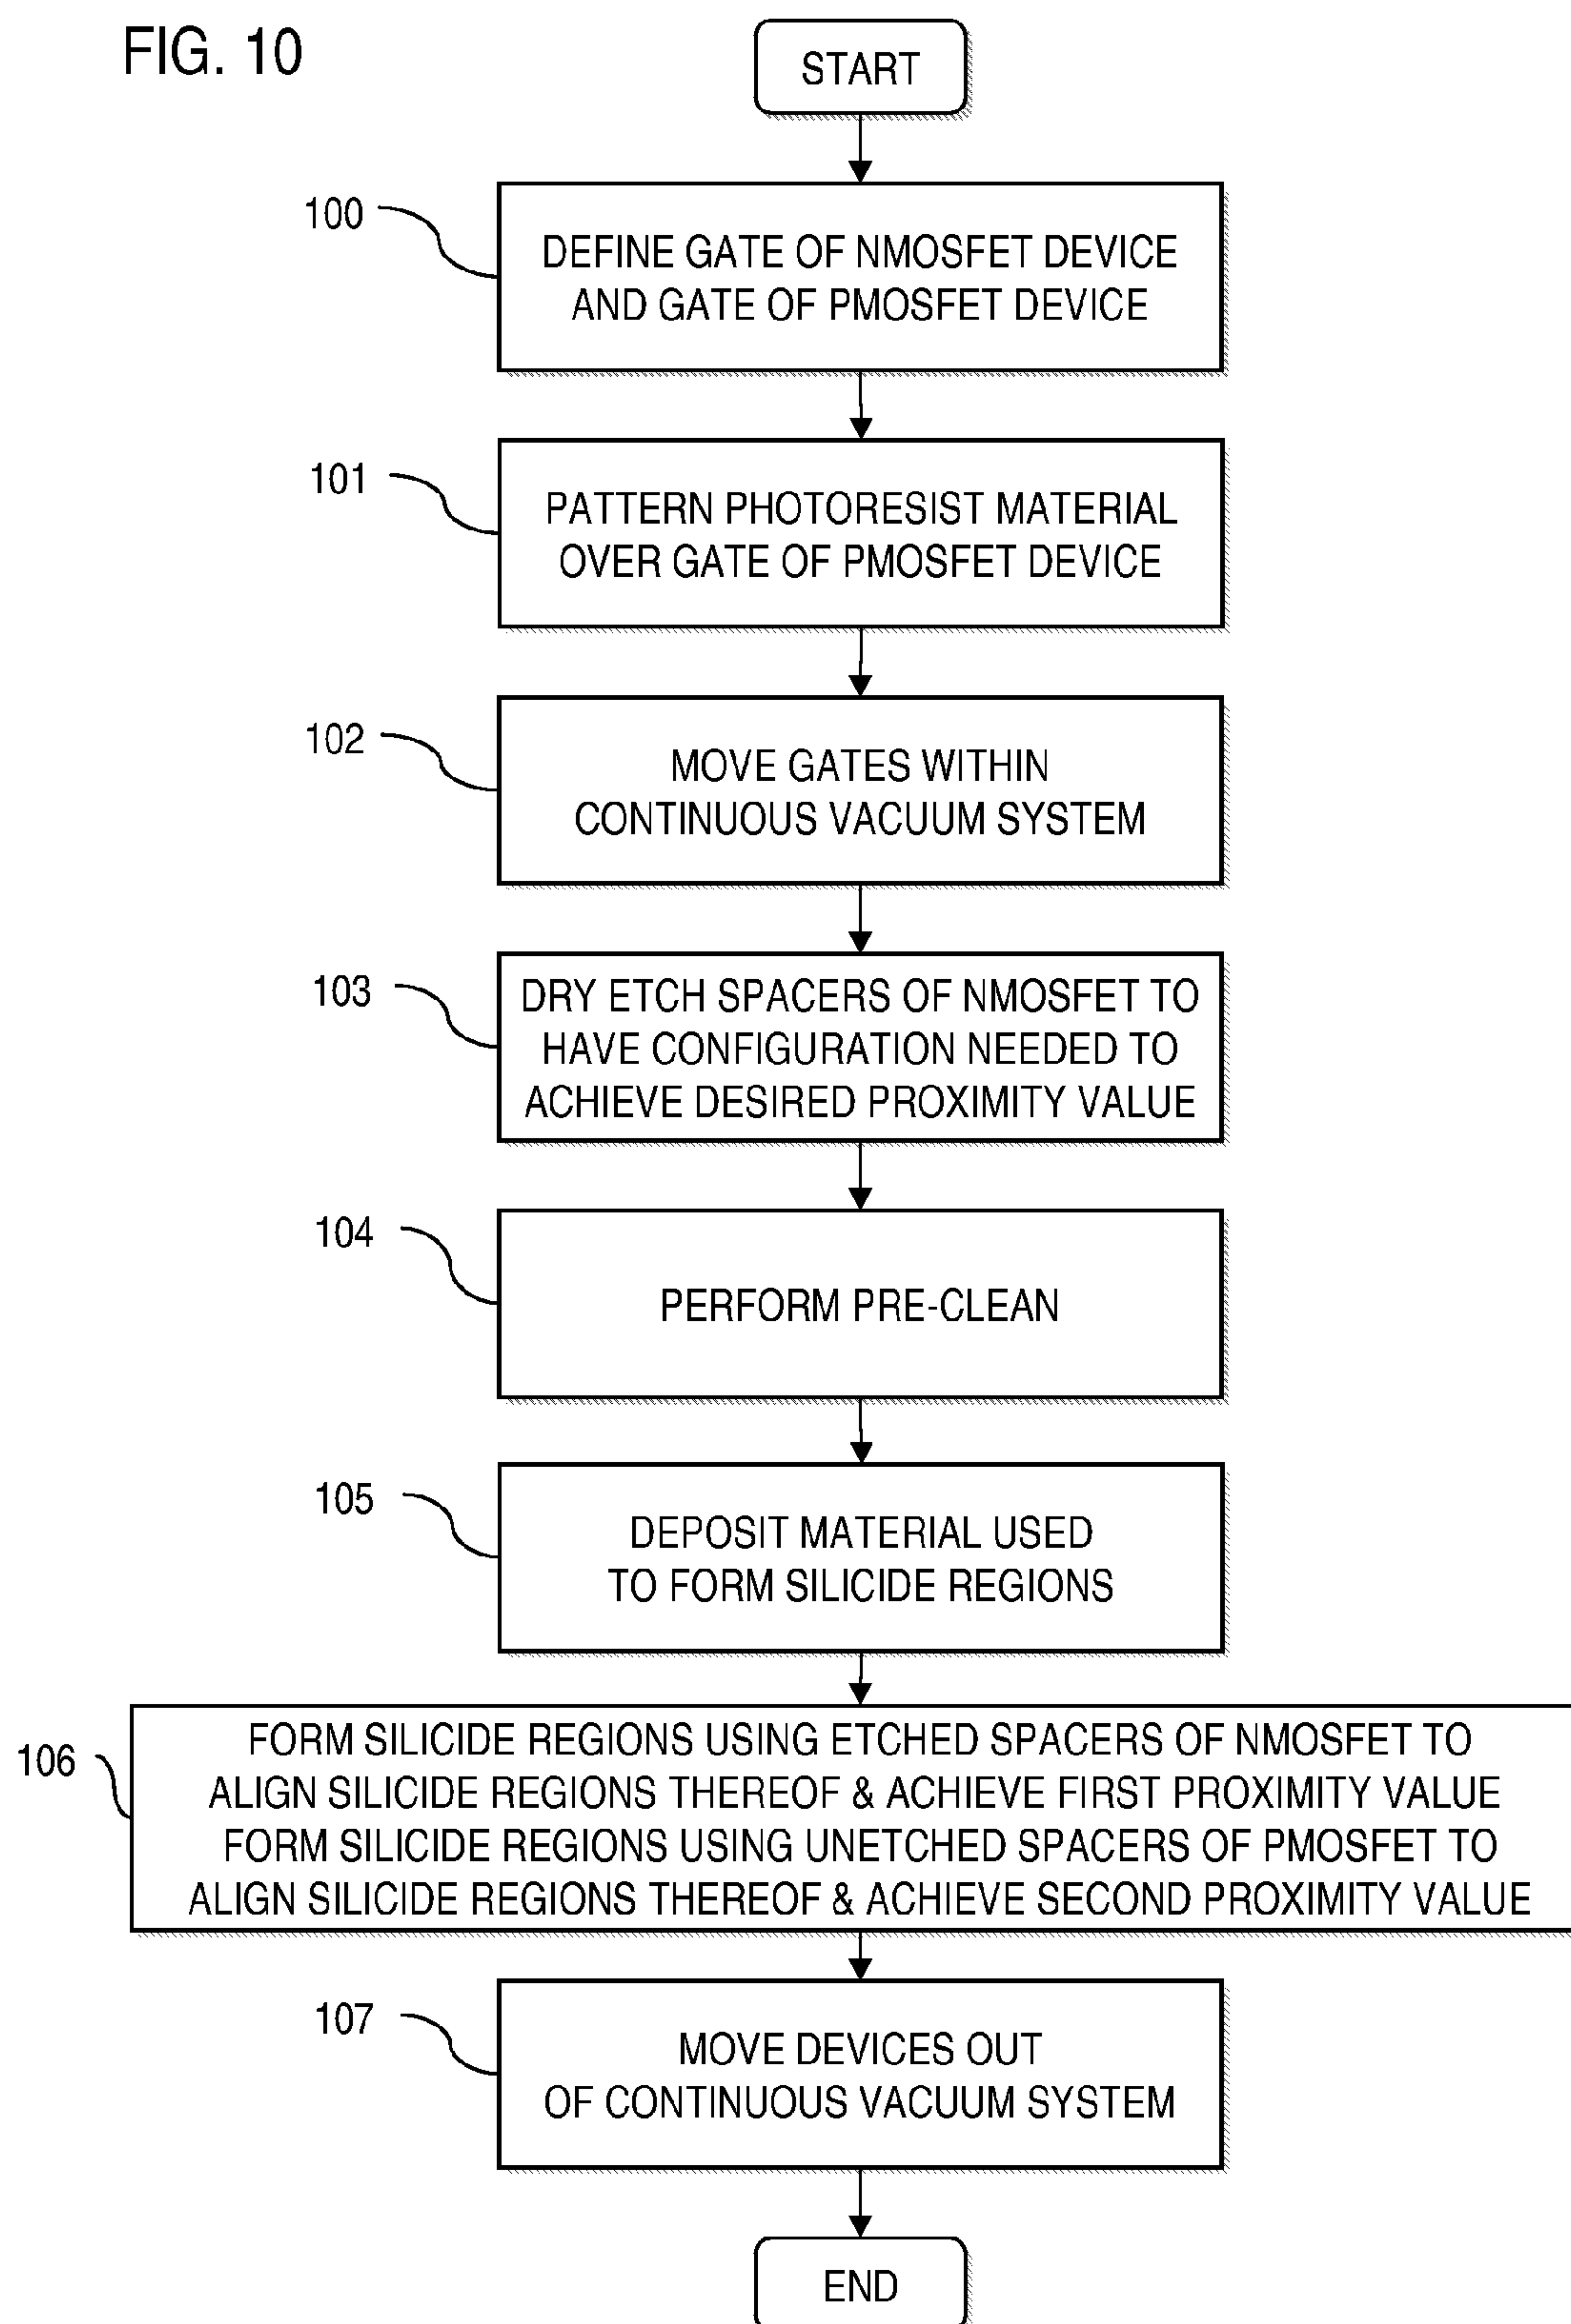 FIG. 10
START
100
DEFINE GATE OF NMOSFET DEVICE
AND GATE OF PMOSFET DEVICE
101
PATTERN PHOTORESIST MATERIAL
OVER GATE OF PMOSFET DEVICE
102
MOVE GATES WITHIN
CONTINUOUS VACUUM SYSTEM
103
DRY ETCH SPACERS OF NMOSFET TO
HAVE CONFIGURATION NEEDED TO
ACHIEVE DESIRED PROXIMITY VALUE
104
PERFORM PRE-CLEAN
105
DEPOSIT MATERIAL USED
TO FORM SILICIDE REGIONS
106
FORM SILICIDE REGIONS USING ETCHED SPACERS OF NMOSFET TO
ALIGN SILICIDE REGIONS THEREOF & ACHIEVE FIRST PROXIMITY VALUE
FORM SILICIDE REGIONS USING UNETCHED SPACERS OF PMOSFET TO
ALIGN SILICIDE REGIONS THEREOF & ACHIEVE SECOND PROXIMITY VALUE
107
MOVE DEVICES OUT
OF CONTINUOUS VACUUM SYSTEM
END